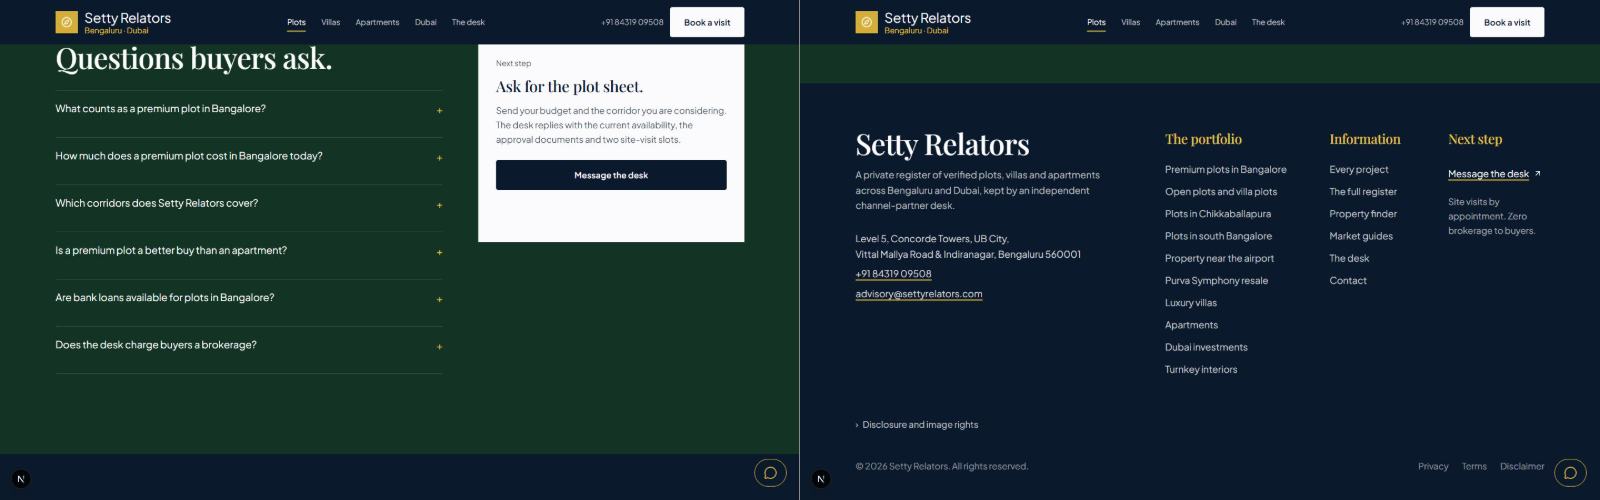 Setty Relators
Bengaluru · Dubai
Plots
Villas
Apartments
Dubai
The desk
+91 84319 09508
Book a visit
Questions buyers ask.
What counts as a premium plot in Bangalore?
+
How much does a premium plot cost in Bangalore today?
+
Which corridors does Setty Relators cover?
+
Is a premium plot a better buy than an apartment?
+
Are bank loans available for plots in Bangalore?
+
Does the desk charge buyers a brokerage?
+
Next step
Ask for the plot sheet.
Send your budget and the corridor you are considering.
The desk replies with the current availability, the
approval documents and two site-visit slots.
Message the desk
N
Setty Relators
Bengaluru · Dubai
Plots
Villas
Apartments
Dubai
The desk
+91 84319 09508
Book a visit
Setty Relators
A private register of verified plots, villas and apartments
across Bengaluru and Dubai, kept by an independent
channel-partner desk.
Level 5, Concorde Towers, UB City,
Vittal Mallya Road & Indiranagar, Bengaluru 560001
+91 84319 09508
advisory@settyrelators.com
The portfolio
Premium plots in Bangalore
Open plots and villa plots
Plots in Chikkaballapura
Plots in south Bangalore
Property near the airport
Purva Symphony resale
Luxury villas
Apartments
Dubai investments
Turnkey interiors
Information
Every project
The full register
Property finder
Market guides
The desk
Contact
Next step
Message the desk ↗
Site visits by
appointment. Zero
brokerage to buyers.
› Disclosure and image rights
© 2026 Setty Relators. All rights reserved.
Privacy
Terms
Disclaimer
N